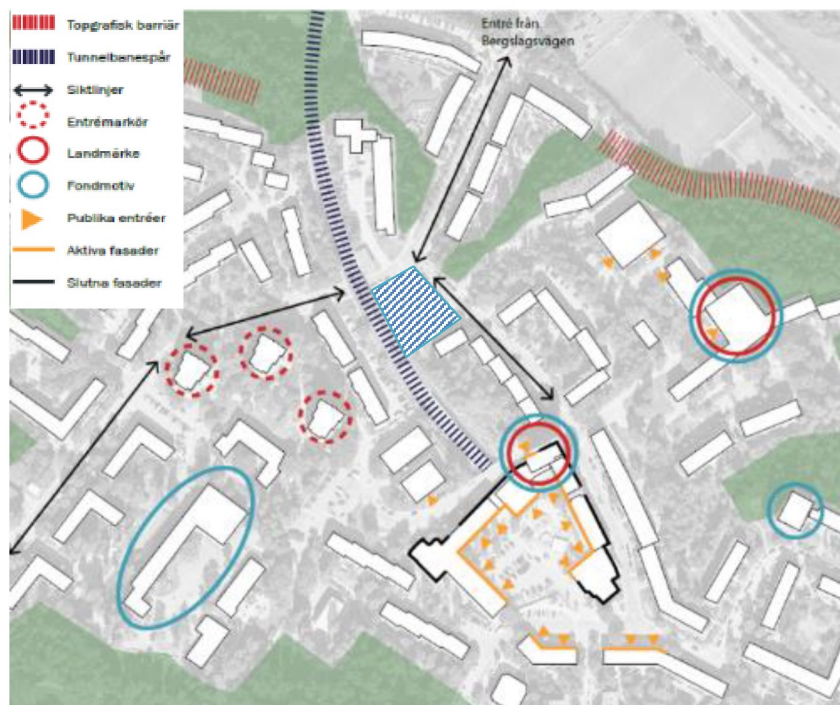 Topgrafisk barriär
Tunnelbanespår
Siktlinjer
Entrémarkör
Landmärke
Fondmotiv
Publika entréer
Aktiva fasader
Slutna fasader
Entré från
Bergslagsvägen